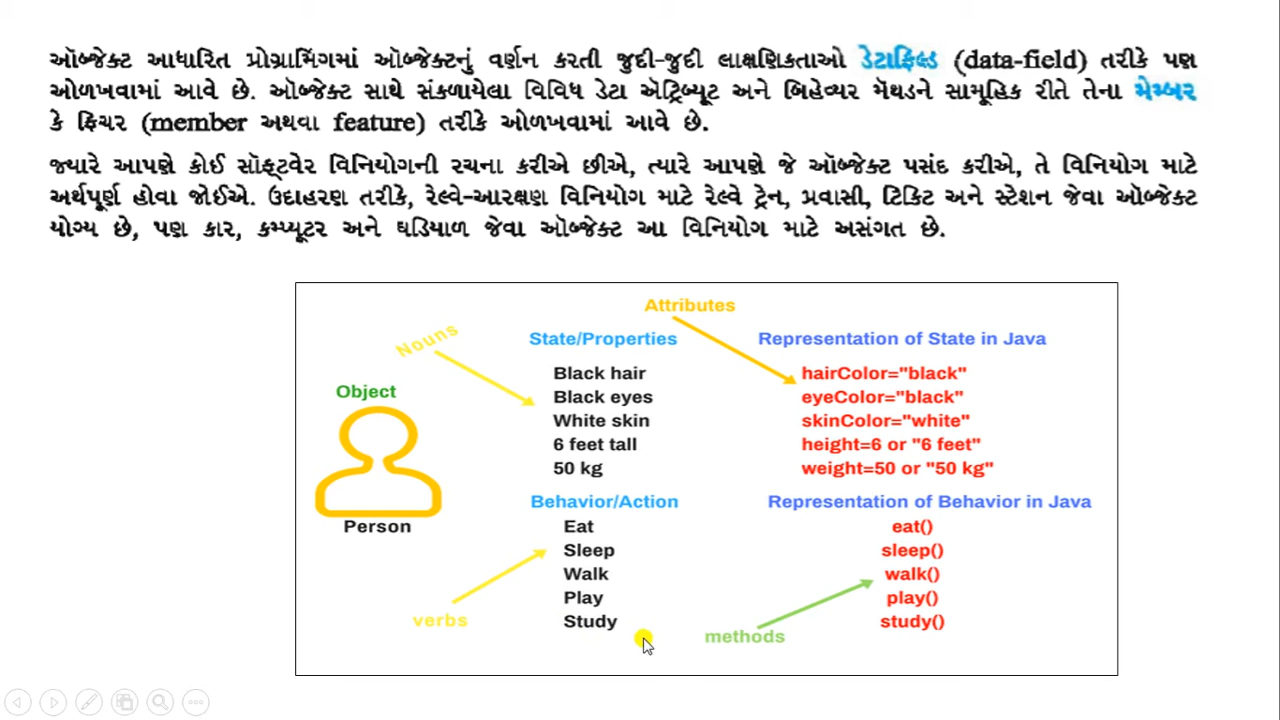 ઑબ્જેક્ટ આધારિત પ્રોગ્રામિંગમાં ઑબ્જેક્ટનું વર્ણન કરતી જુદી-જુદી લાક્ષણિકતાઓ ડેટાફિલ્ડ (data-field) તરીકે પણ
ઓળખવામાં આવે છે. ઑબ્જેક્ટ સાથે સંકળાયેલા વિવિધ ડેટા ઍટ્રિબ્યૂટ અને બિહેવ્યર મૅથડને સામૂહિક રીતે તેના મેમ્બર
કે ફિચર (member અથવા feature) તરીકે ઓળખવામાં આવે છે.
જ્યારે આપણે કોઈ સૉફ્ટવેર વિનિયોગની રચના કરીએ છીએ, ત્યારે આપણે જે ઑબ્જેક્ટ પસંદ કરીએ, તે વિનિયોગ માટે
અર્થપૂર્ણ હોવા જોઈએ. ઉદાહરણ તરીકે, રેલ્વે-આરક્ષણ વિનિયોગ માટે રેલ્વે ટ્રેન, પ્રવાસી, ટિકિટ અને સ્ટેશન જેવા ઑબ્જેક્ટ
યોગ્ય છે, પણ કાર, કમ્પ્યૂટર અને ઘડિયાળ જેવા ઑબ્જેક્ટ આ વિનિયોગ માટે અસંગત છે.
Attributes
Nouns
State/Properties
Representation of State in Java
Object
Black hair
Black eyes
White skin
6 feet tall
50 kg
hairColor="black"
eyeColor="black"
skinColor="white"
height=6 or "6 feet"
weight=50 or "50 kg"
Person
Behavior/Action
Representation of Behavior in Java
Eat
Sleep
Walk
Play
Study
eat()
sleep()
walk()
play()
study()
verbs
methods